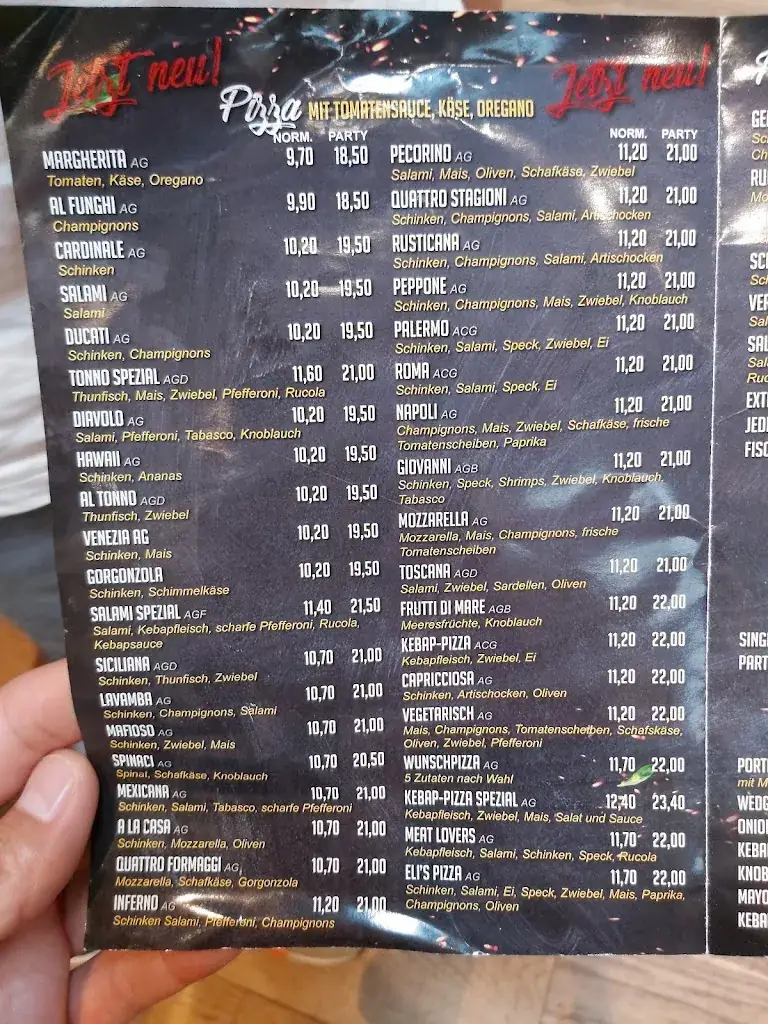 Jetzt neu!
Jetzt neu!
Pizza MIT TOMATENSAUCE, KÄSE, OREGANO
NORM. PARTY
MARGHERITA AG 9,70 18,50
Tomaten, Käse, Oregano
AL FUNGHI AG 9,90 18,50
Champignons
CARDINALE AG 10,20 19,50
Schinken
SALAMI AG 10,20 19,50
Salami
DUCATI AG 10,20 19,50
Schinken, Champignons
TONNO SPEZIAL AGD 11,60 21,00
Thunfisch, Mais, Zwiebel, Pfefferoni, Rucola
DIAVOLO AG 10,20 19,50
Salami, Pfefferoni, Tabasco, Knoblauch
HAWAII AG 10,20 19,50
Schinken, Ananas
AL TONNO AGD 10,20 19,50
Thunfisch, Zwiebel
VENEZIA AG 10,20 19,50
Schinken, Mais
GORGONZOLA 10,20 19,50
Schinken, Schimmelkäse
SALAMI SPEZIAL AGF 11,40 21,50
Salami, Kebapfleisch, scharfe Pfefferoni, Rucola,
Kebapsauce
SICILIANA AGD 10,70 21,00
Schinken, Thunfisch, Zwiebel
LAVAMBA AG 10,70 21,00
Schinken, Champignons, Salami
MAFIOSO AG 10,70 21,00
Schinken, Zwiebel, Mais
SPINACI AG 10,70 20,50
Spinat, Schafkäse, Knoblauch
MEXICANA AG 10,70 21,00
Schinken, Salami, Tabasco, scharfe Pfefferoni
A LA CASA AG 10,70 21,00
Schinken, Mozzarella, Oliven
QUATTRO FORMAGGI AG 10,70 21,00
Mozzarella, Schafkäse, Gorgonzola
INFERNO AG 11,20 21,00
Schinken Salami, Pfefferoni, Champignons
NORM. PARTY
PECORINO AG 11,20 21,00
Salami, Mais, Oliven, Schafkäse, Zwiebel
QUATTRO STAGIONI AG 11,20 21,00
Schinken, Champignons, Salami, Artischocken
RUSTICANA AG 11,20 21,00
Schinken, Champignons, Salami, Artischocken
PEPPONE AG 11,20 21,00
Schinken, Champignons, Mais, Zwiebel, Knoblauch
PALERMO ACG 11,20 21,00
Schinken, Salami, Speck, Zwiebel, Ei
ROMA ACG 11,20 21,00
Schinken, Salami, Speck, Ei
NAPOLI AG 11,20 21,00
Champignons, Mais, Zwiebel, Schafkäse, frische
Tomatenscheiben, Paprika
GIOVANNI AGB 11,20 21,00
Schinken, Speck, Shrimps, Zwiebel, Knoblauch,
Tabasco
MOZZARELLA AG 11,20 21,00
Mozzarella, Mais, Champignons, frische
Tomatenscheiben
TOSCANA AGD 11,20 21,00
Salami, Zwiebel, Sardellen, Oliven
FRUTTI DI MARE AGB 11,20 22,00
Meeresfrüchte, Knoblauch
KEBAP-PIZZA ACG 11,20 22,00
Kebapfleisch, Zwiebel, Ei
CAPRICCIOSA AG 11,20 22,00
Schinken, Artischocken, Oliven
VEGETARISCH AG 11,20 22,00
Mais, Champignons, Tomatenscheiben, Schafskäse,
Oliven, Zwiebel, Pfefferoni
WUNSCHPIZZA AG 11,70 22,00
5 Zutaten nach Wahl
KEBAP-PIZZA SPEZIAL AG 12,40 23,40
Kebapfleisch, Zwiebel, Mais, Salat und Sauce
MEAT LOVERS AG 11,70 22,00
Kebapfleisch, Salami, Schinken, Speck, Rucola
ELI'S PIZZA AG 11,70 22,00
Schinken, Salami, Ei, Speck, Zwiebel, Mais, Paprika,
Champignons, Oliven